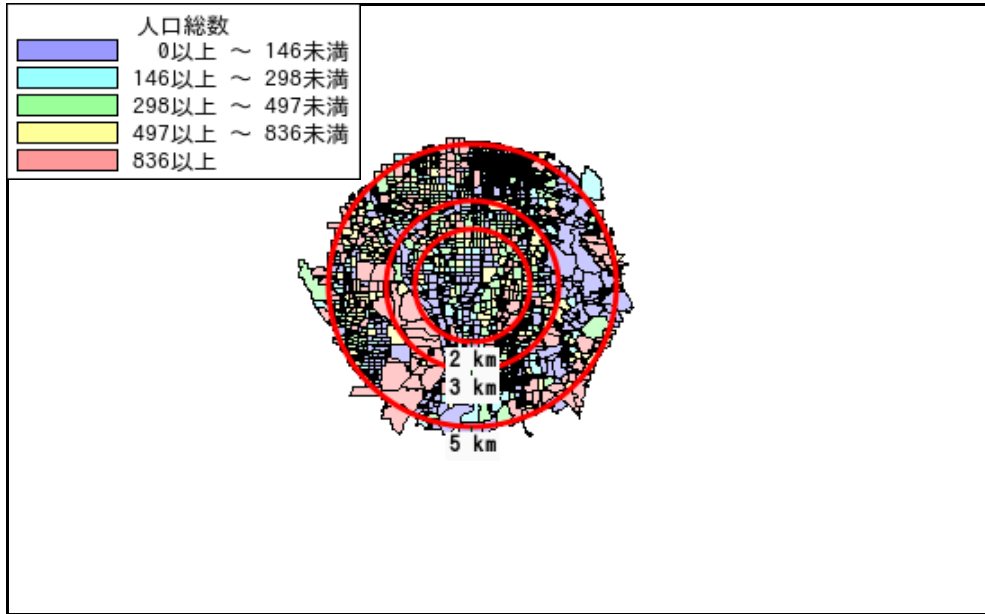 人口総数
0以上 ～ 146未満
146以上 ～ 298未満
298以上 ～ 497未満
497以上 ～ 836未満
836以上
2 km
3 km
5 km